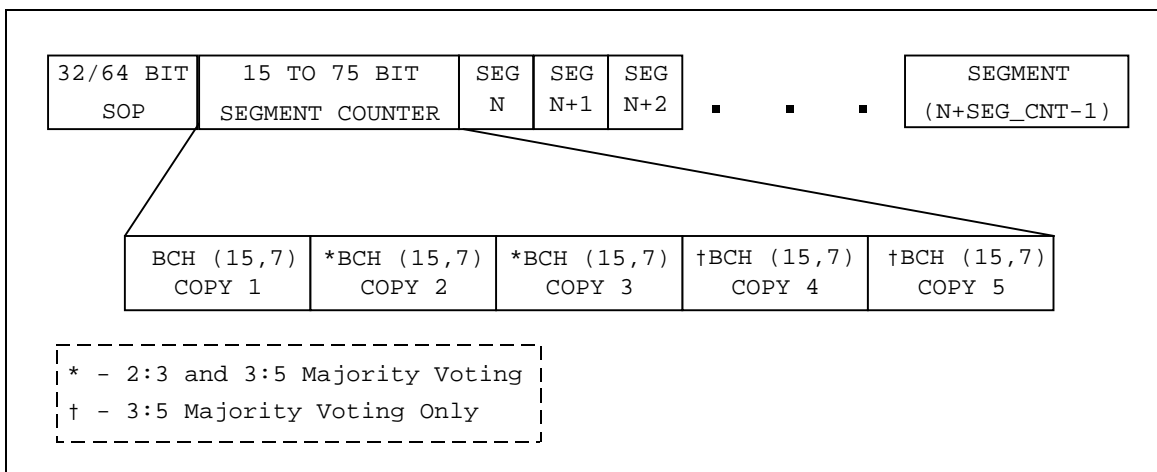 32/64 BIT
SOP
15 TO 75 BIT
SEGMENT COUNTER
SEG
N
SEG
N+1
SEG
N+2
. . .
SEGMENT
(N+SEG_CNT-1)
BCH (15,7)
COPY 1
*BCH (15,7)
COPY 2
*BCH (15,7)
COPY 3
†BCH (15,7)
COPY 4
†BCH (15,7)
COPY 5
* - 2:3 and 3:5 Majority Voting
† - 3:5 Majority Voting Only